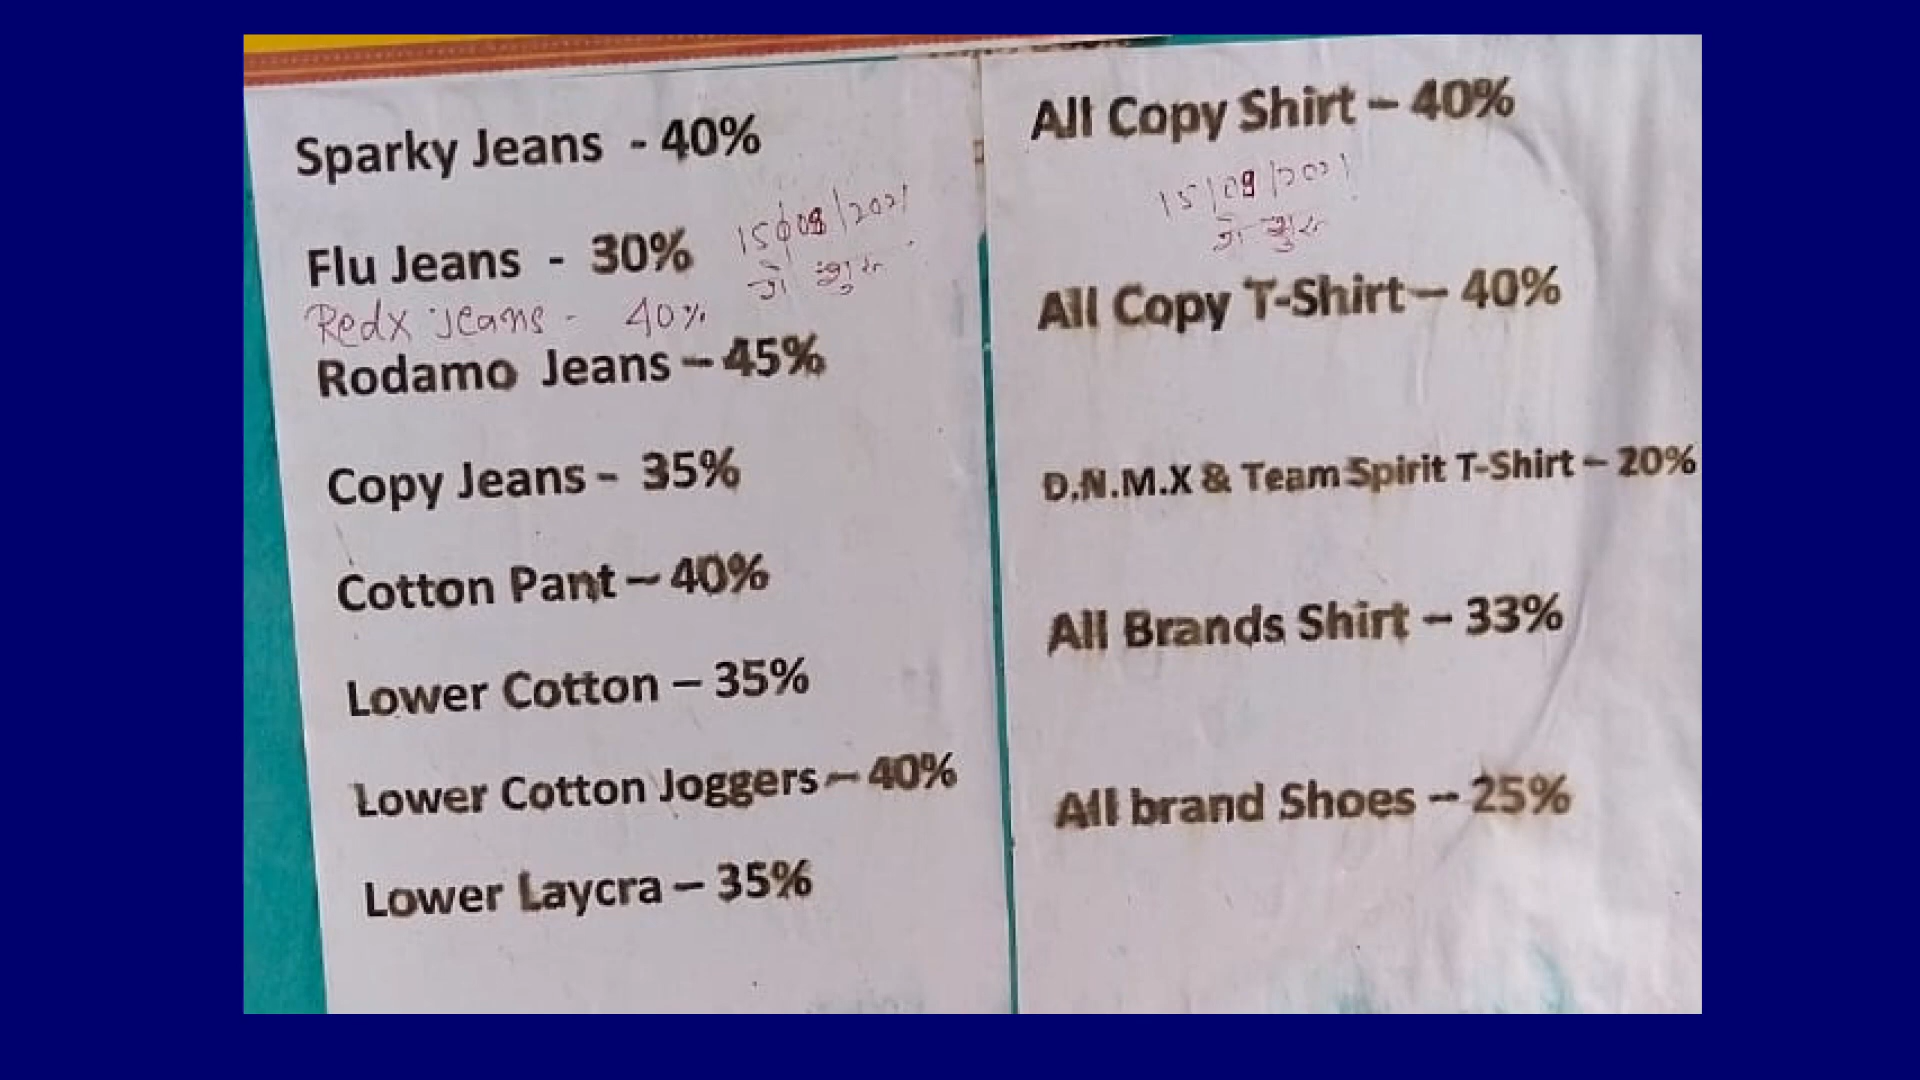 Sparky Jeans - 40%
Flu Jeans - 30%
15/08/2021
से शुरू
Redx Jeans - 40%
Rodamo Jeans – 45%
Copy Jeans - 35%
Cotton Pant – 40%
Lower Cotton – 35%
Lower Cotton Joggers – 40%
Lower Laycra – 35%
All Copy Shirt – 40%
15/08/2021
से शुरू
All Copy T-Shirt – 40%
D.N.M.X & Team Spirit T-Shirt – 20%
All Brands Shirt – 33%
All brand Shoes – 25%